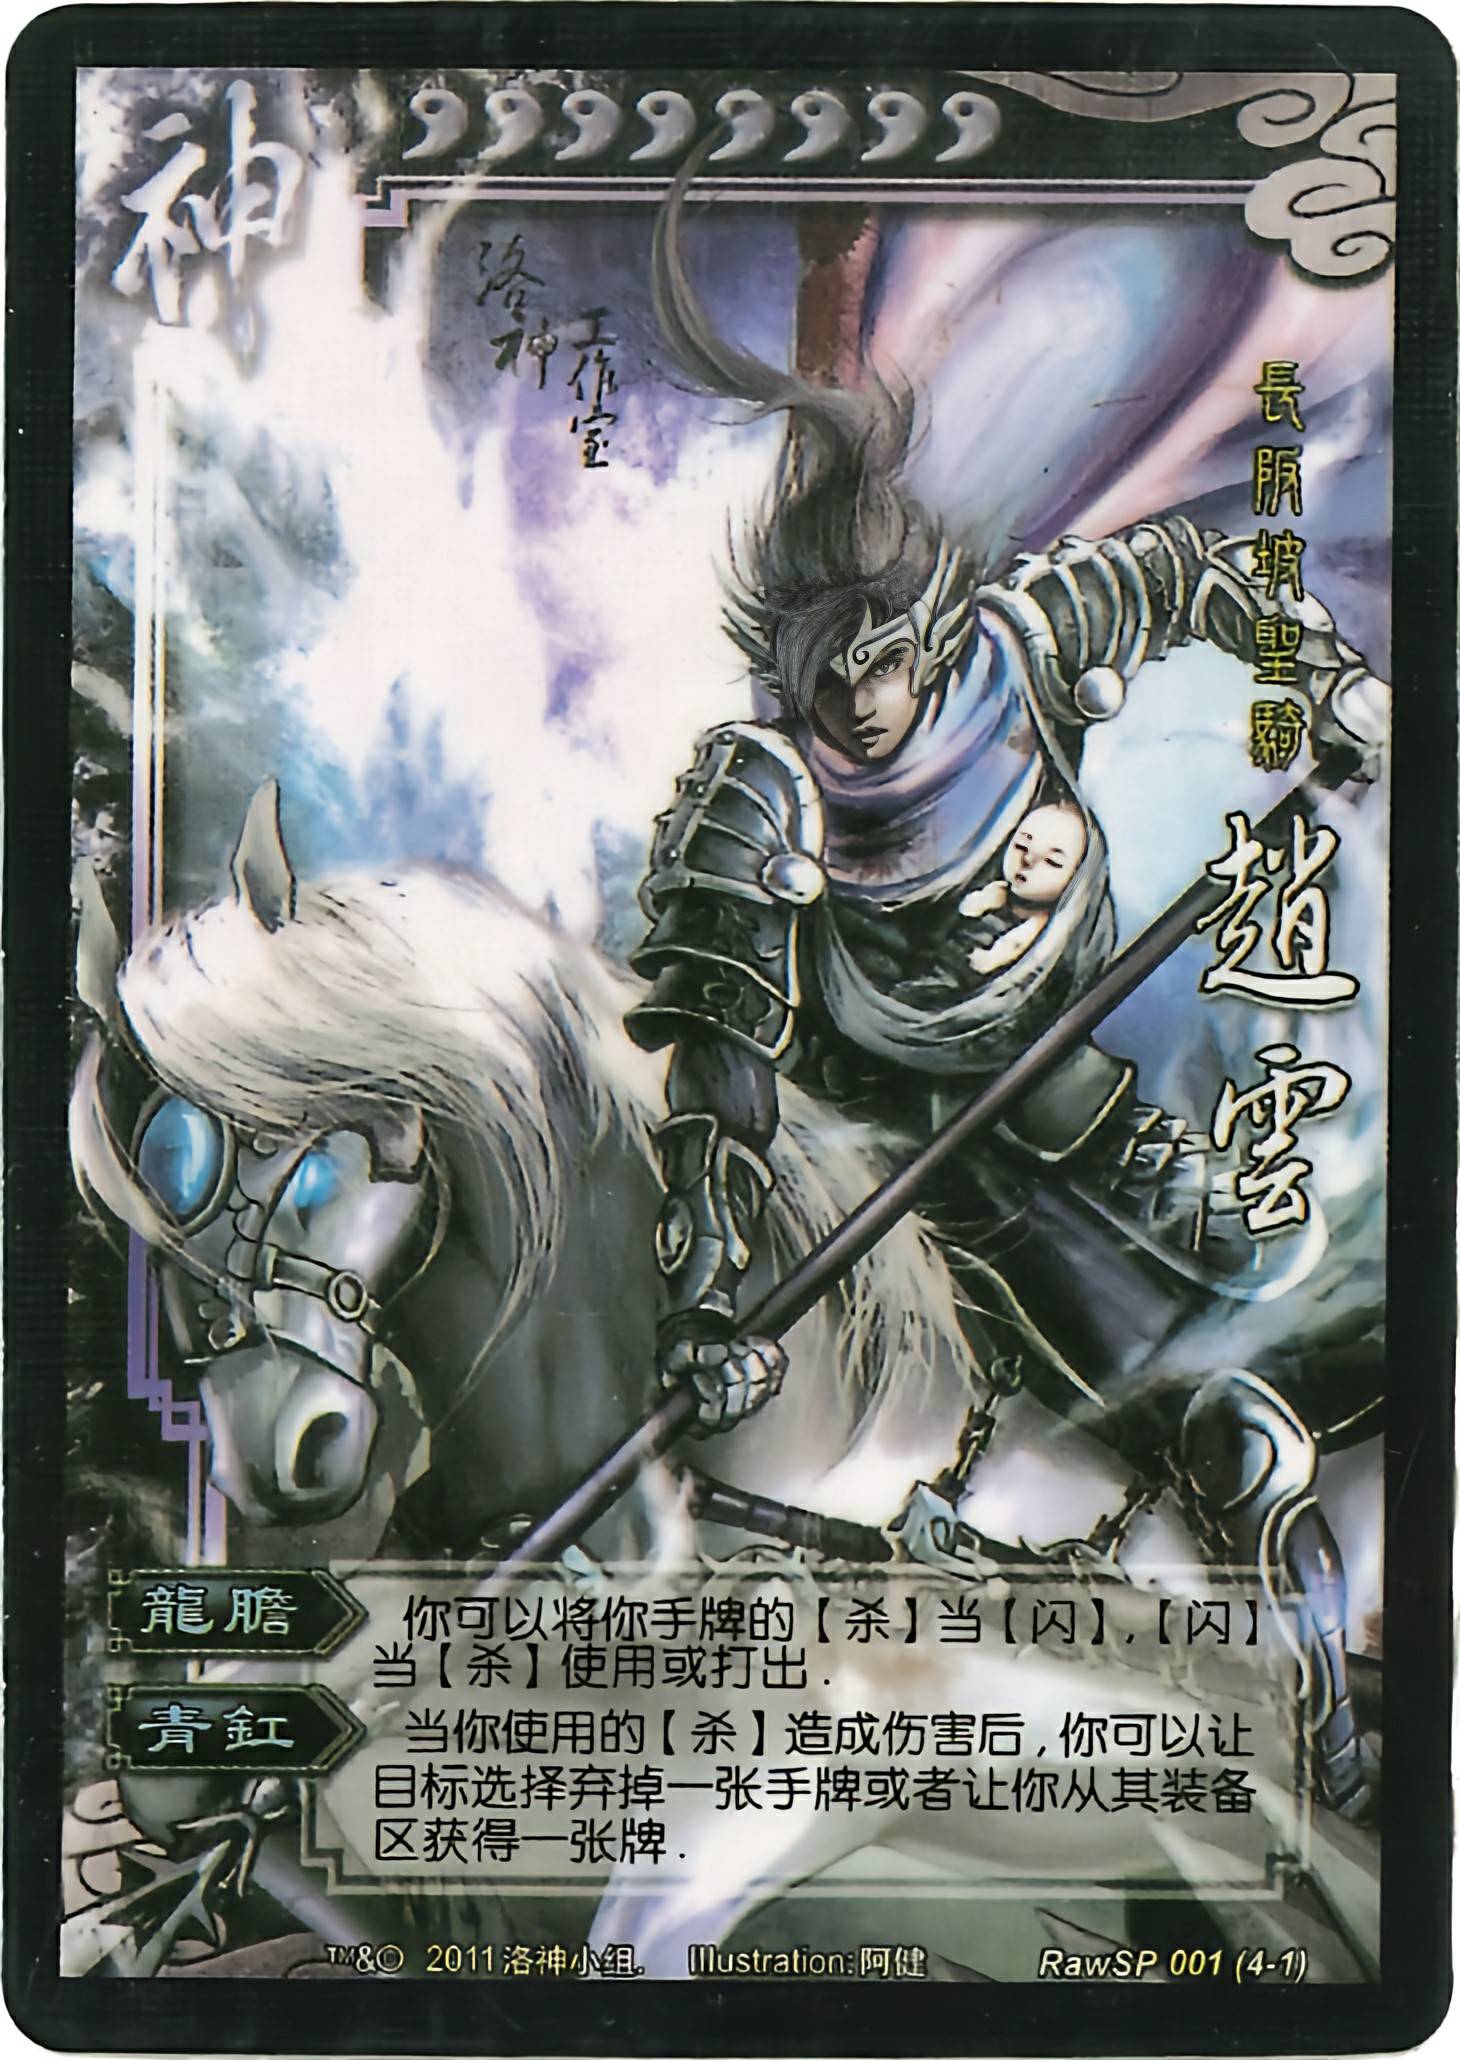 神
洛神
工作室
長阪坡聖騎
趙雲
龍膽
你可以将你手牌的【杀】当【闪】,【闪】
当【杀】使用或打出.
青釭
当你使用的【杀】造成伤害后,你可以让
目标选择弃掉一张手牌或者让你从其装备
区获得一张牌.
™&© 2011洛神小组. Illustration:阿健
RawSP 001 (4-1)